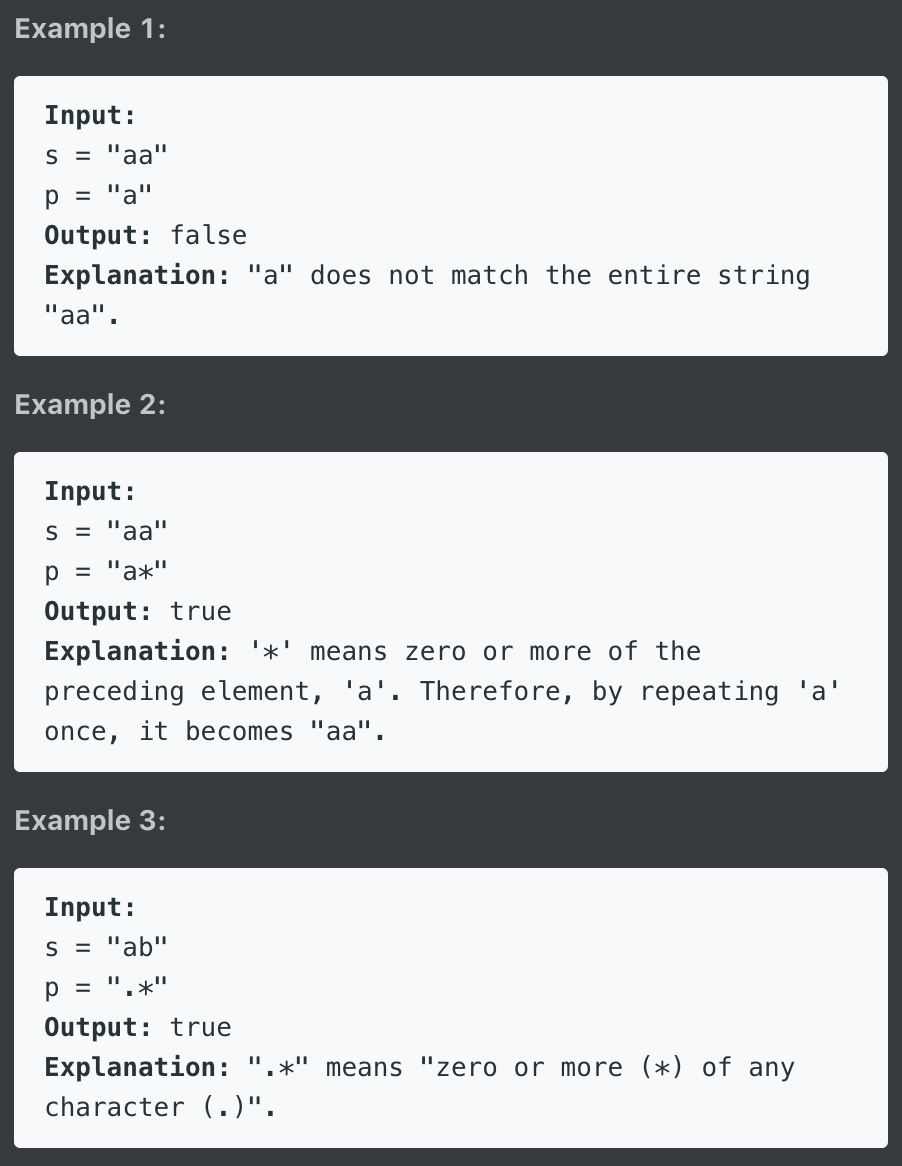 Example 1:
Input:
s = "aa"
p = "a"
Output: false
Explanation: "a" does not match the entire string
"aa".
Example 2:
Input:
s = "aa"
p = "a*"
Output: true
Explanation: '*' means zero or more of the
preceding element, 'a'. Therefore, by repeating 'a'
once, it becomes "aa".
Example 3:
Input:
s = "ab"
p = ".*"
Output: true
Explanation: ".*" means "zero or more (*) of any
character (.)".